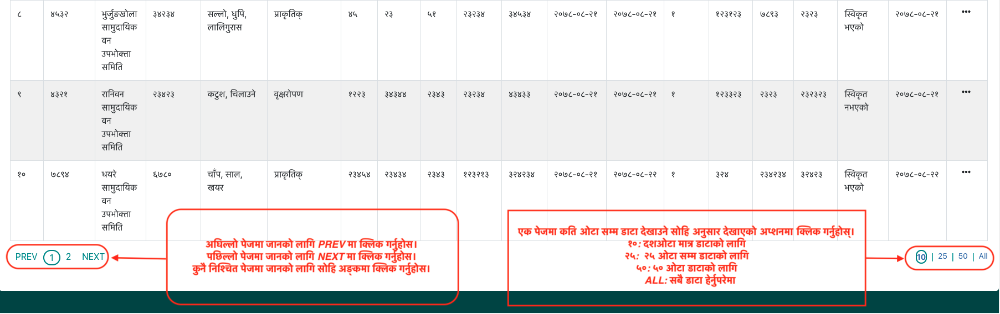 ८ ४५३२ भुर्जुङखोला ३४२३४ सल्लो, धुपि, प्राकृतिक् ४५ २३ ५१ २३२३४ ३४५३४ २०७८-०८-२१ २०७८-०८-२१ १ १२३१२३ ७८९३ २३२३ स्विकृत २०७८-०८-२१ •••
सामुदायिक लालिगुरास भएको
वन
उपभोक्ता
समिति
९ ४३२१ रानिवन २३४२३ कटुश, चिलाउने वृक्षरोपण १२२३ ३४३४४ २३४३ २३२३४ ४३४३३ २०७८-०८-२१ २०७८-०८-२१ १ १२३३२३ २३२३ २३२३२३ स्विकृत २०७८-०८-२१ •••
सामुदायिक नभएको
वन
उपभोक्ता
समिति
१० ७८९४ धयरे ६७८० चाँप, साल, प्राकृतिक् २३४५४ २३४३४ २३४३ १२३२१३ ३२४२३४ २०७८-०८-२१ २०७८-०८-२२ १ ३२४ २३४२३४ ३२४२३ स्विकृत २०७८-०८-२२ •••
सामुदायिक खयर भएको
वन
उपभोक्ता
समिति
अघिल्लो पेजमा जानको लागि PREV मा क्लिक गर्नुहोस।
पछिल्लो पेजमा जानको लागि NEXT मा क्लिक गर्नुहोस।
कुनै निश्चित पेजमा जानको लागि सोहि अङ्कमा क्लिक गर्नुहोस।
एक पेजमा कति ओटा सम्म डाटा देखाउने सोहि अनुसार देखाएको अप्शनमा क्लिक गर्नुहोस्।
१०: दशओटा मात्र डाटाको लागि
२५: २५ ओटा सम्म डाटाको लागि
५०: ५० ओटा डाटाको लागि
ALL: सबै डाटा हेर्नुपरेमा
PREV 1 2 NEXT
10 | 25 | 50 | All